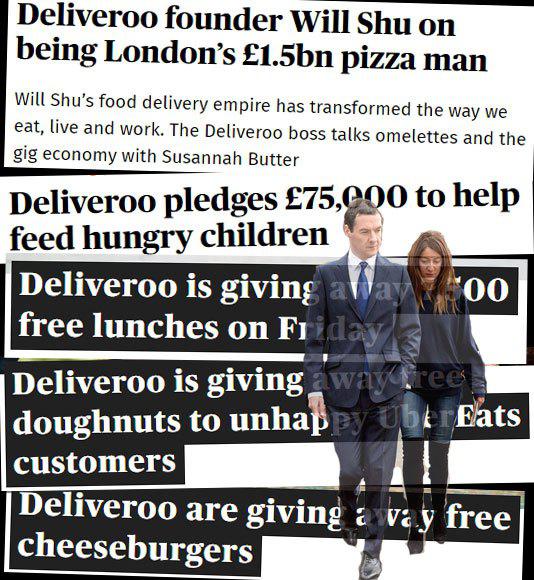 Deliveroo founder Will Shu on
being London's £1.5bn pizza man
Will Shu's food delivery empire has transformed the way we
eat, live and work. The Deliveroo boss talks omelettes and the
gig economy with Susannah Butter
Deliveroo pledges £75,000 to help
feed hungry children
Deliveroo is giving away 500
free lunches on Friday
Deliveroo is giving away free
doughnuts to unhappy UberEats
customers
Deliveroo are giving away free
cheeseburgers